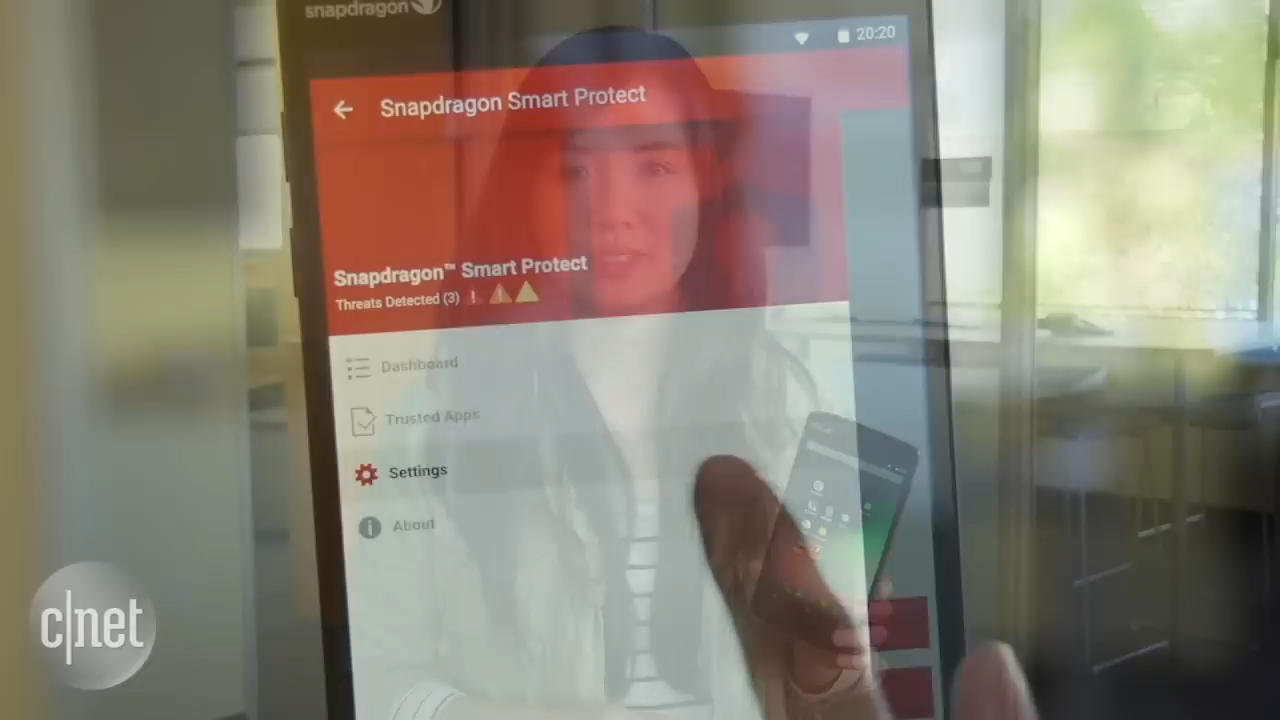 snapdragon
20:20
Snapdragon Smart Protect
Snapdragon™ Smart Protect
Threats Detected (3)
Dashboard
Trusted Apps
Settings
About
c|net